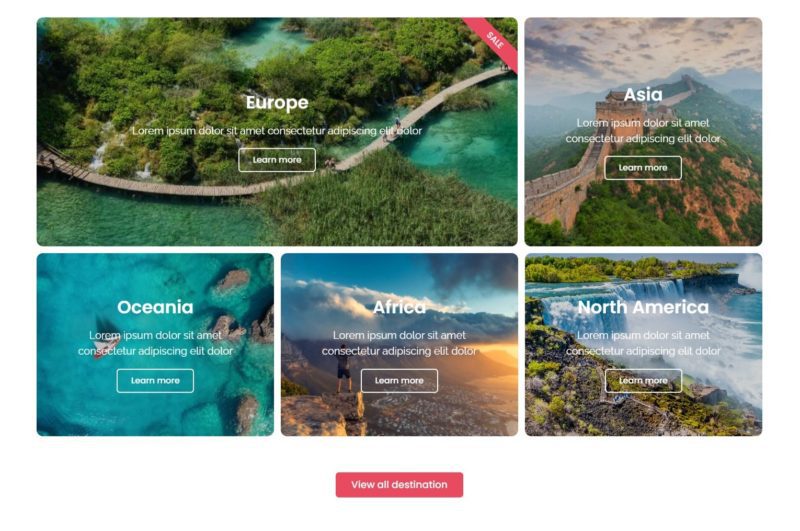 SALE
Europe
Lorem ipsum dolor sit amet consectetur adipiscing elit dolor
Learn more
Asia
Lorem ipsum dolor sit amet
consectetur adipiscing elit dolor
Learn more
Oceania
Lorem ipsum dolor sit amet
consectetur adipiscing elit dolor
Learn more
Africa
Lorem ipsum dolor sit amet
consectetur adipiscing elit dolor
Learn more
North America
Lorem ipsum dolor sit amet
consectetur adipiscing elit dolor
Learn more
View all destination